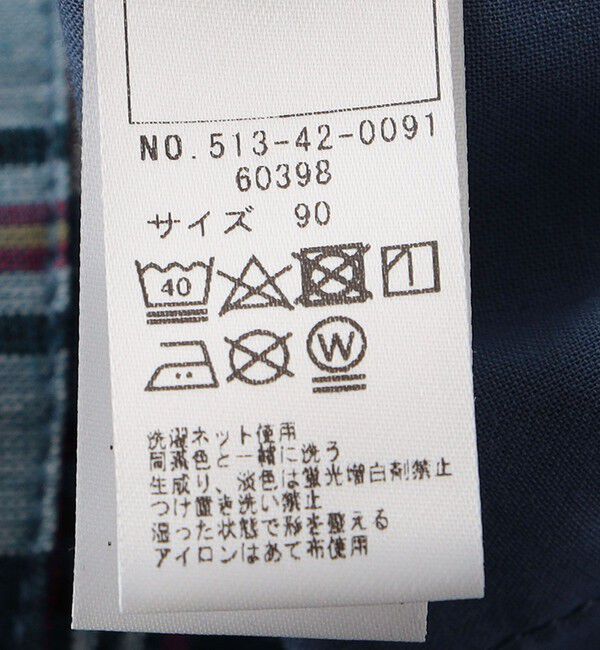 NO.513-42-0091
60398
サイズ 90
40
W
洗濯ネット使用
同蒸色と一緒に洗う
生成り、淡色は蛍光増白剤禁止
つけ置き洗い禁止
湿った状態で形を整える
アイロンはあて布使用